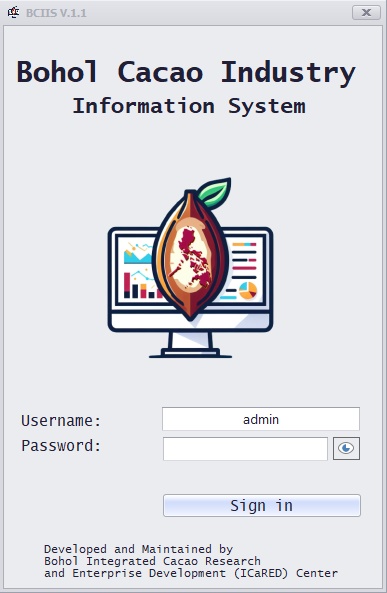 BCIIS V.1.1
Bohol Cacao Industry
Information System
Username:
admin
Password:
Sign in
Developed and Maintained by
Bohol Integrated Cacao Research
and Enterprise Development (ICaRED) Center